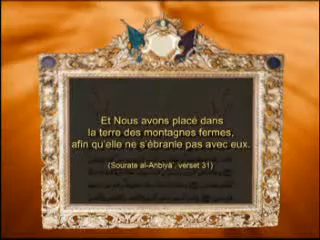 Et Nous avons placé dans
la terre des montagnes fermes,
afin qu'elle ne s'ébranle pas avec eux.
(Sourate al-Anbiyâ', verset 31)